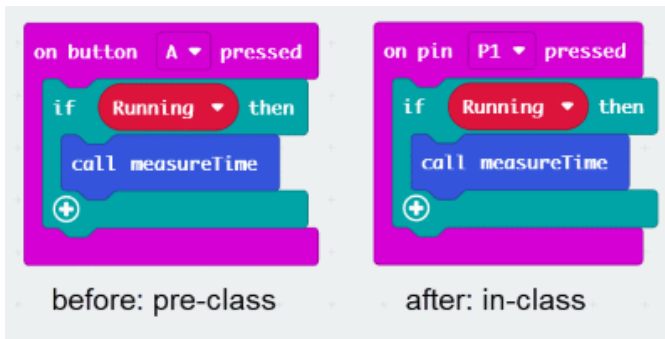 on button A pressed
if Running then
call measureTime
before: pre-class
on pin P1 pressed
if Running then
call measureTime
after: in-class